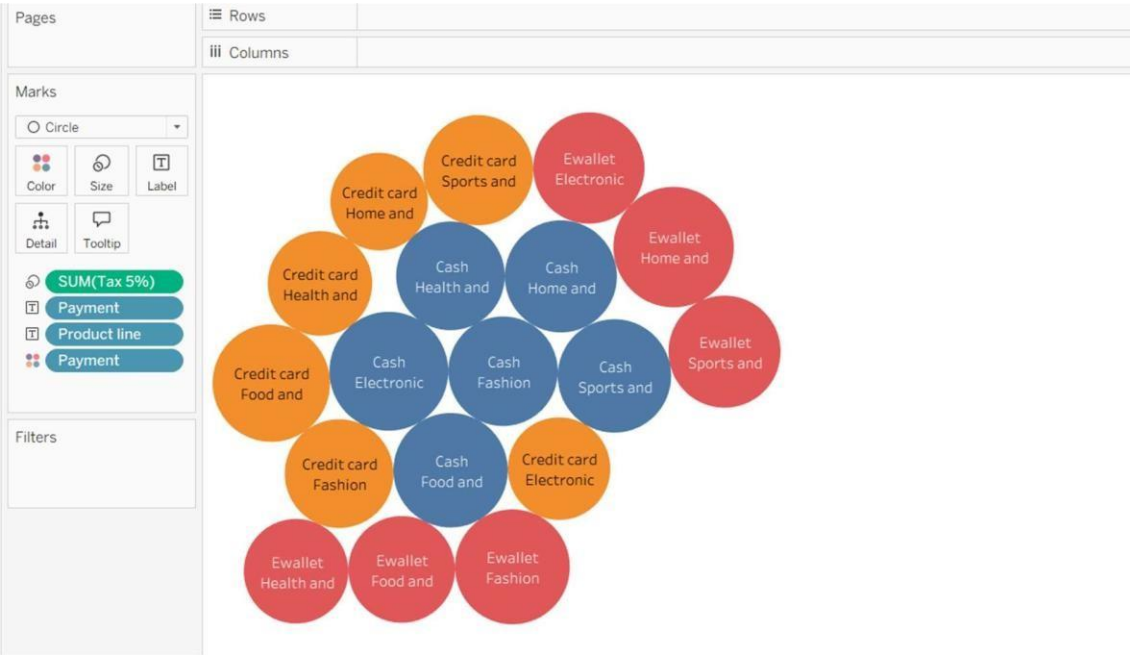 Pages
Rows
iii Columns
Marks
Circle
Color
Size
Label
Detail
Tooltip
SUM(Tax 5%)
Payment
Product line
Payment
Filters
Credit card
Sports and
Ewallet
Electronic
Credit card
Home and
Ewallet
Home and
Cash
Health and
Cash
Home and
Credit card
Health and
Ewallet
Sports and
Cash
Electronic
Cash
Fashion
Cash
Sports and
Credit card
Food and
Credit card
Fashion
Cash
Food and
Credit card
Electronic
Ewallet
Health and
Ewallet
Food and
Ewallet
Fashion